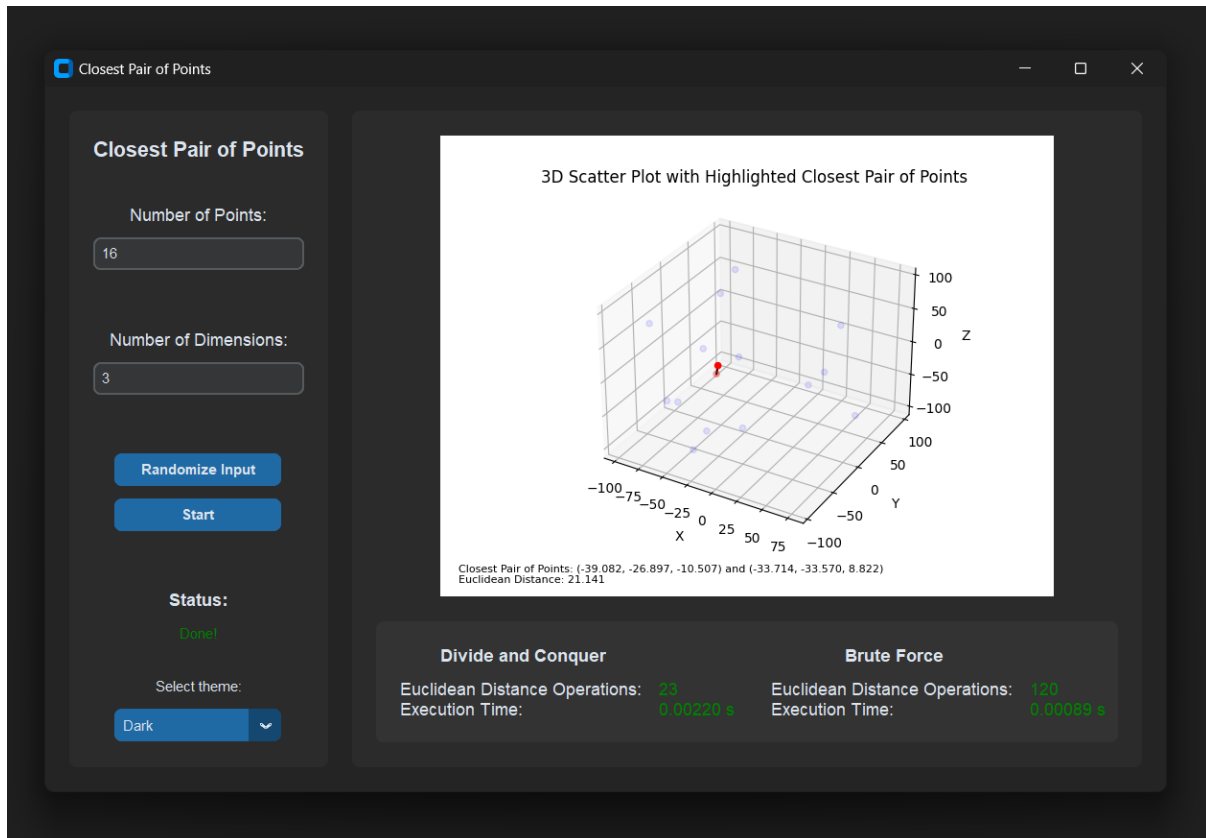 Closest Pair of Points
Closest Pair of Points
Number of Points:
16
Number of Dimensions:
3
Randomize Input
Start
Status:
Done!
Select theme:
Dark
3D Scatter Plot with Highlighted Closest Pair of Points
100
50
0
−50
−100
Z
100
50
0
−50
−100
Y
−100
−75
−50
−25
0
25
50
75
X
Closest Pair of Points: (-39.082, -26.897, -10.507) and (-33.714, -33.570, 8.822)
Euclidean Distance: 21.141
Divide and Conquer
Euclidean Distance Operations: 23
Execution Time: 0.00220 s
Brute Force
Euclidean Distance Operations: 120
Execution Time: 0.00089 s